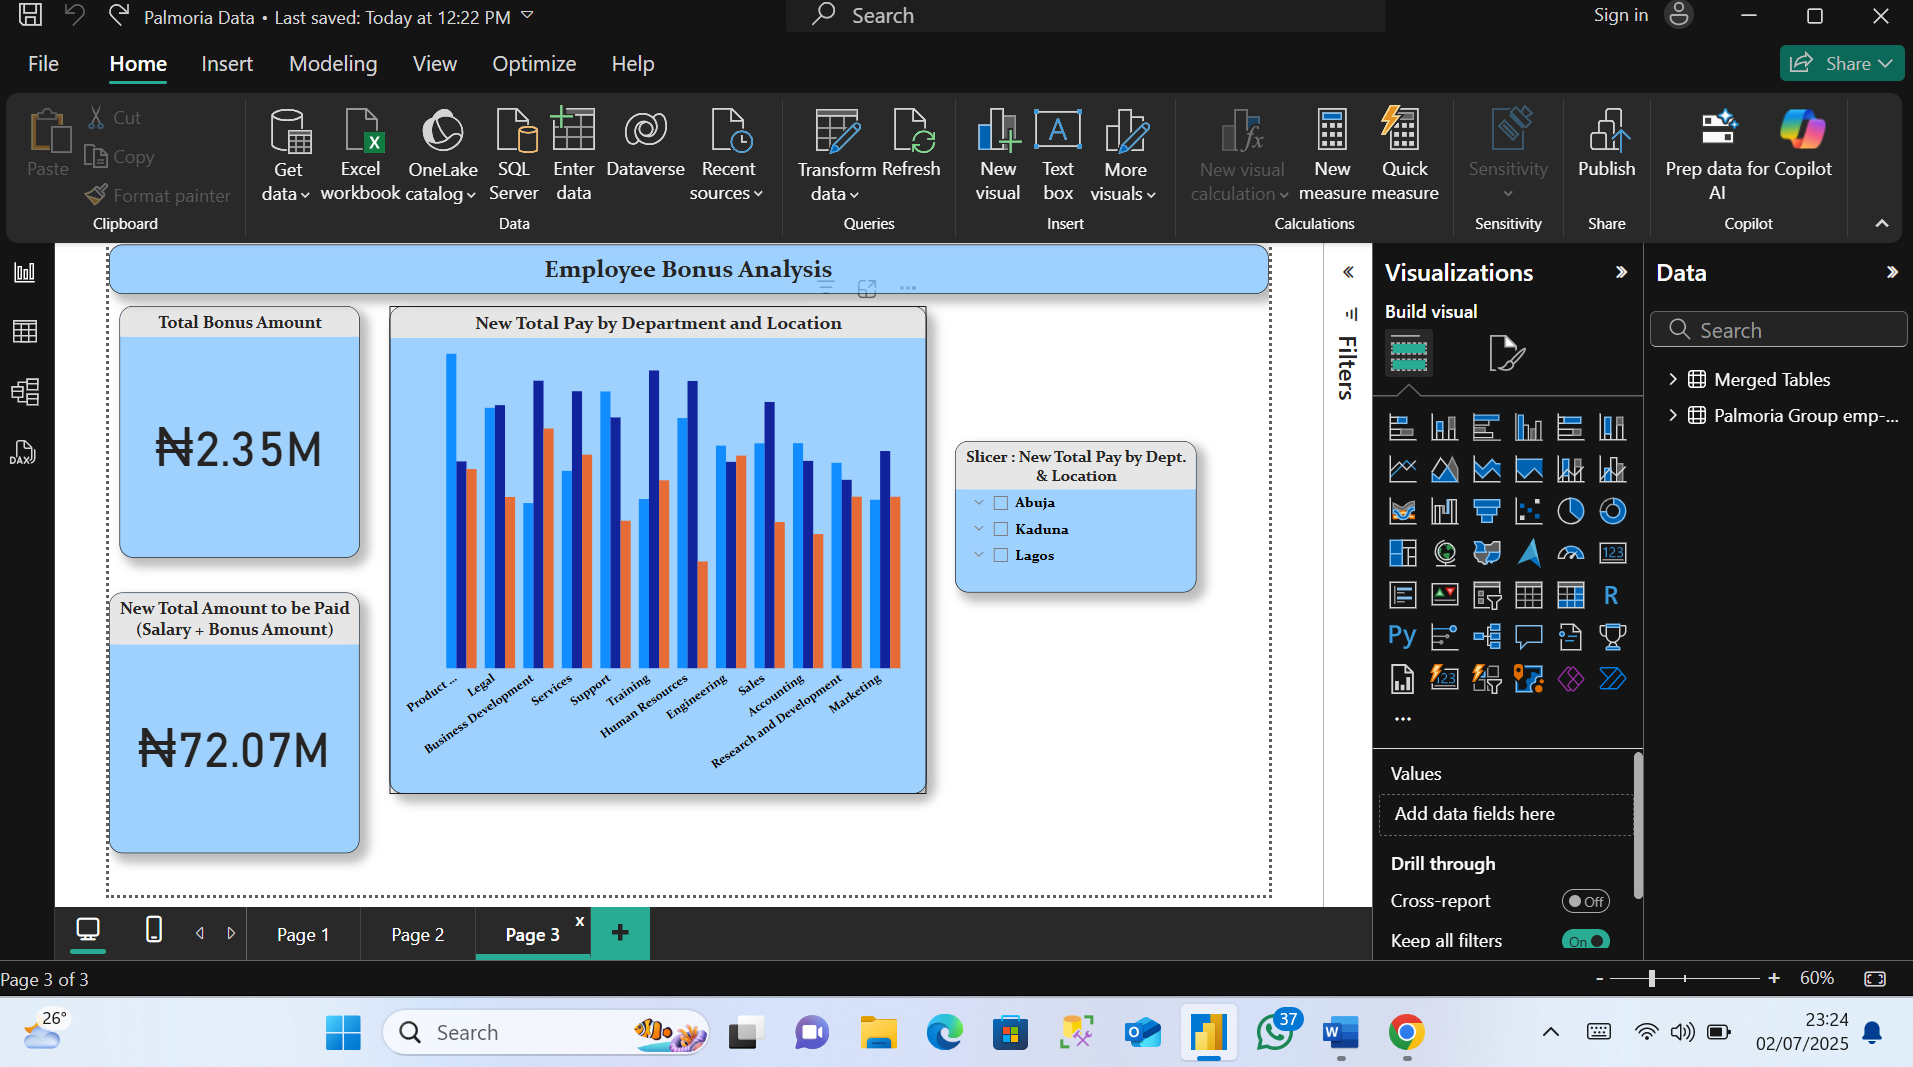 Palmoria Data • Last saved: Today at 12:22 PM
Search
Sign in
File
Home
Insert
Modeling
View
Optimize
Help
Share
Paste
Cut
Copy
Format painter
Clipboard
Get
data
Excel
workbook
OneLake
catalog
SQL
Server
Enter
data
Dataverse
Recent
sources
Data
Transform
data
Refresh
Queries
New
visual
Text
box
More
visuals
Insert
New visual
calculation
New
measure
Quick
measure
Calculations
Sensitivity
Sensitivity
Publish
Share
Prep data for
AI
Copilot
Copilot
DAX
Employee Bonus Analysis
Total Bonus Amount
₦2.35M
New Total Amount to be Paid
(Salary + Bonus Amount)
₦72.07M
New Total Pay by Department and Location
Product ...
Legal
Business Development
Services
Support
Training
Human Resources
Engineering
Sales
Accounting
Research and Development
Marketing
Slicer : New Total Pay by Dept.
& Location
Abuja
Kaduna
Lagos
Filters
Visualizations
Build visual
123
R
Py
123
Values
Add data fields here
Drill through
Cross-report
Off
Keep all filters
On
Data
Search
Merged Tables
Palmoria Group emp-...
Page 1
Page 2
Page 3
x
Page 3 of 3
- + 60%
26°
Search
37
23:24
02/07/2025